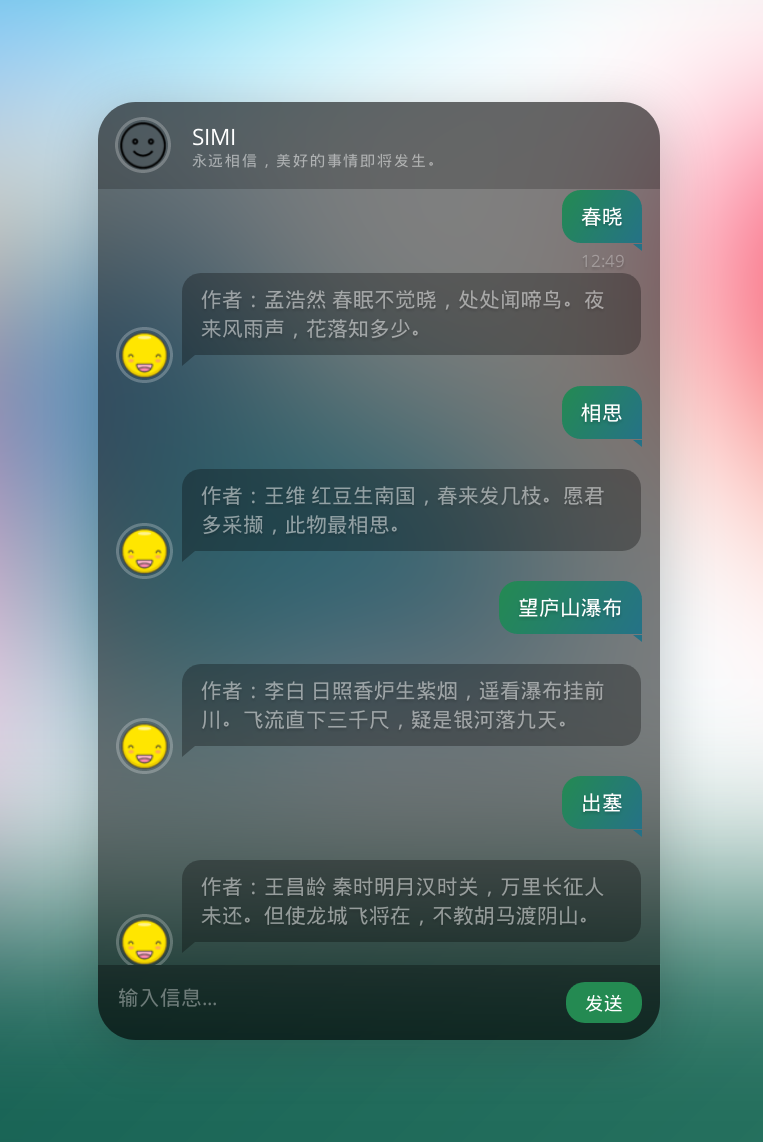 SIMI
永远相信，美好的事情即将发生。
春晓
12:49
作者：孟浩然 春眠不觉晓，处处闻啼鸟。夜
来风雨声，花落知多少。
相思
作者：王维 红豆生南国，春来发几枝。愿君
多采撷，此物最相思。
望庐山瀑布
作者：李白 日照香炉生紫烟，遥看瀑布挂前
川。飞流直下三千尺，疑是银河落九天。
出塞
作者：王昌龄 秦时明月汉时关，万里长征人
未还。但使龙城飞将在，不教胡马渡阴山。
输入信息...
发送